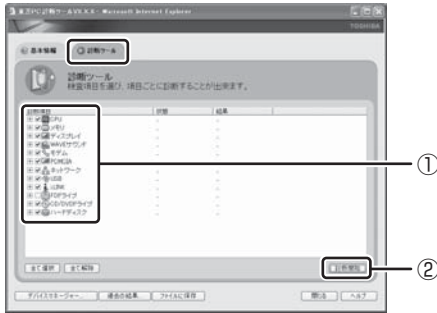 東芝PC診断ツールV3.X.X - Microsoft Internet Explorer
TOSHIBA
基本情報 診断ツール
診断ツール
検査項目を選び、項目ごとに診断することが出来ます。
診断項目 状態 結果
CPU
メモリ
ディスプレイ
WAVEサウンド
モデム
PCMCIA
ネットワーク
USB
i.LINK
FDドライブ
CD/DVDドライブ
ハードディスク
①
全て選択 全て解除 診断開始
②
デバイスマネージャー... 過去の結果 ファイルに保存 閉じる ヘルプ